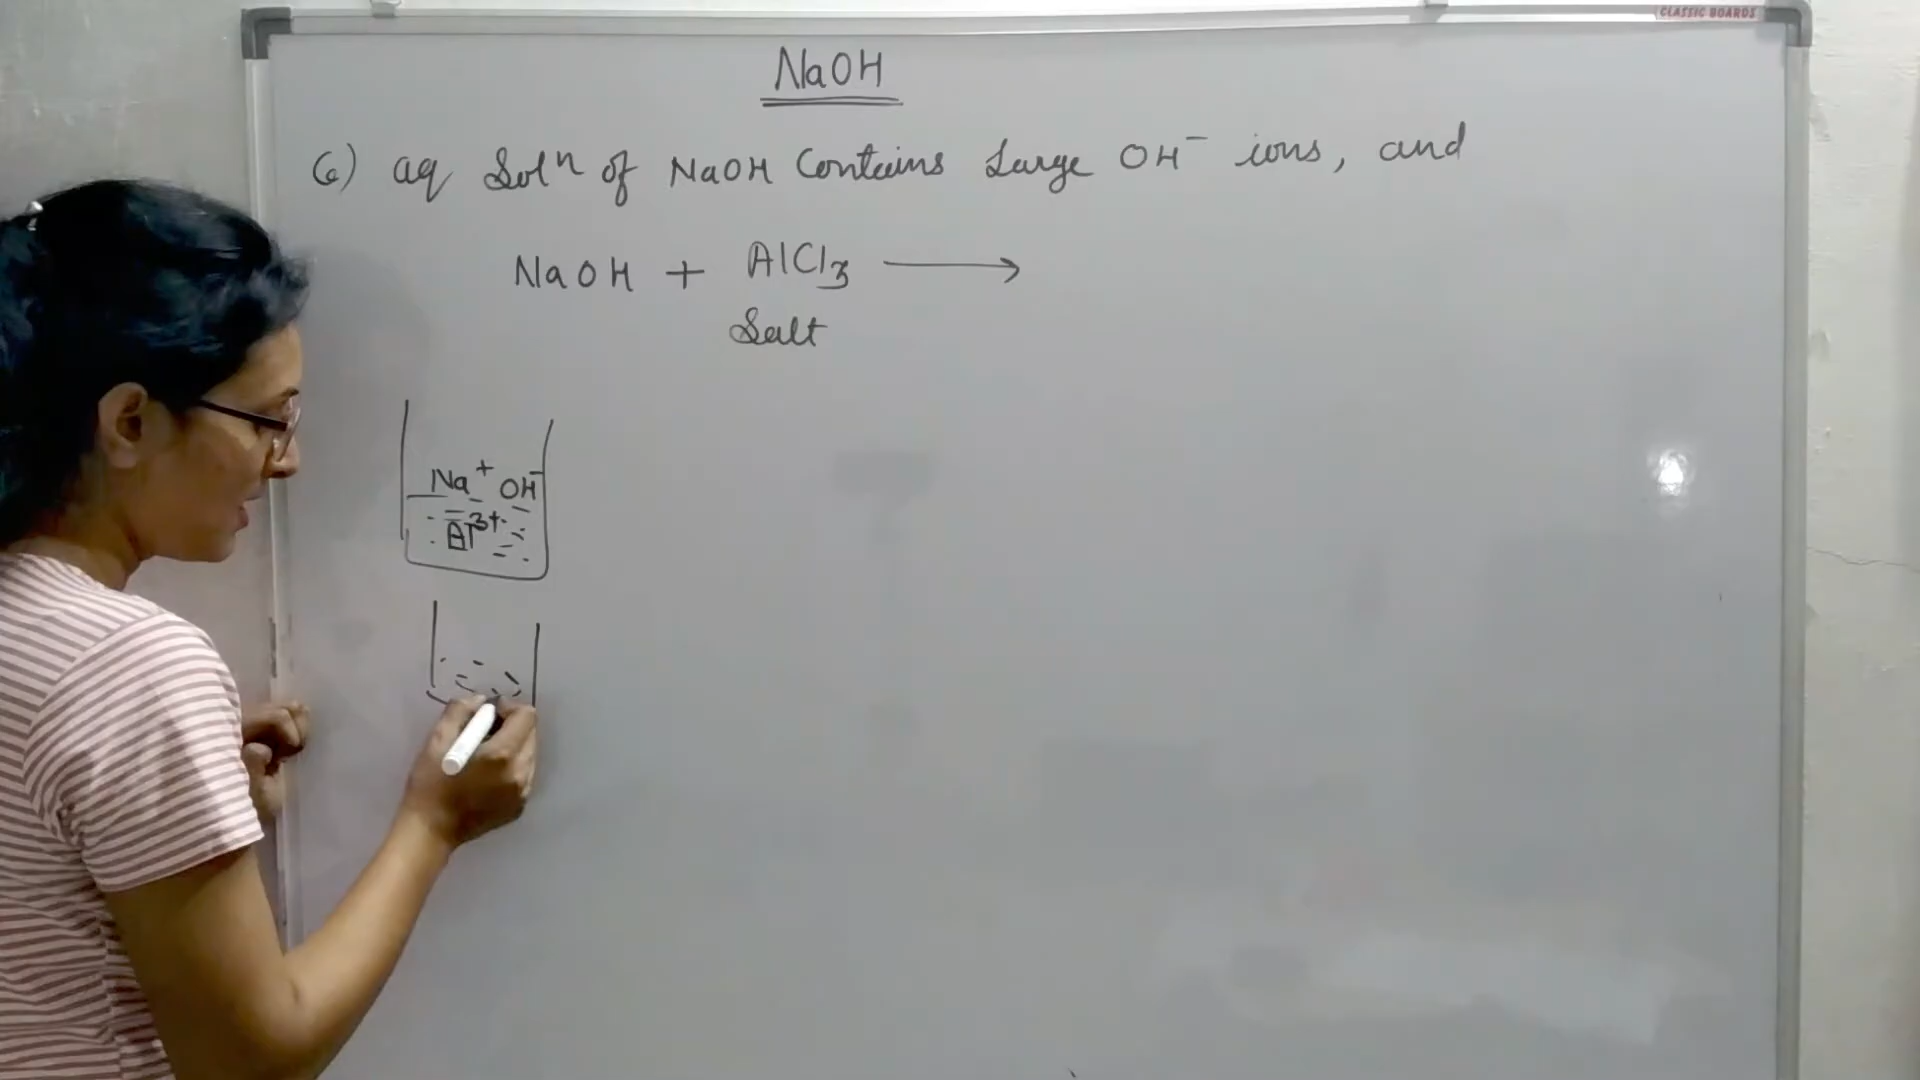 CLASSIC BOARDS
NaOH
6) aq Solⁿ of NaOH Contains Large OH⁻ ions, and
NaOH + AlCl₃ ⟶
Salt
Na⁺ OH⁻
Al³⁺